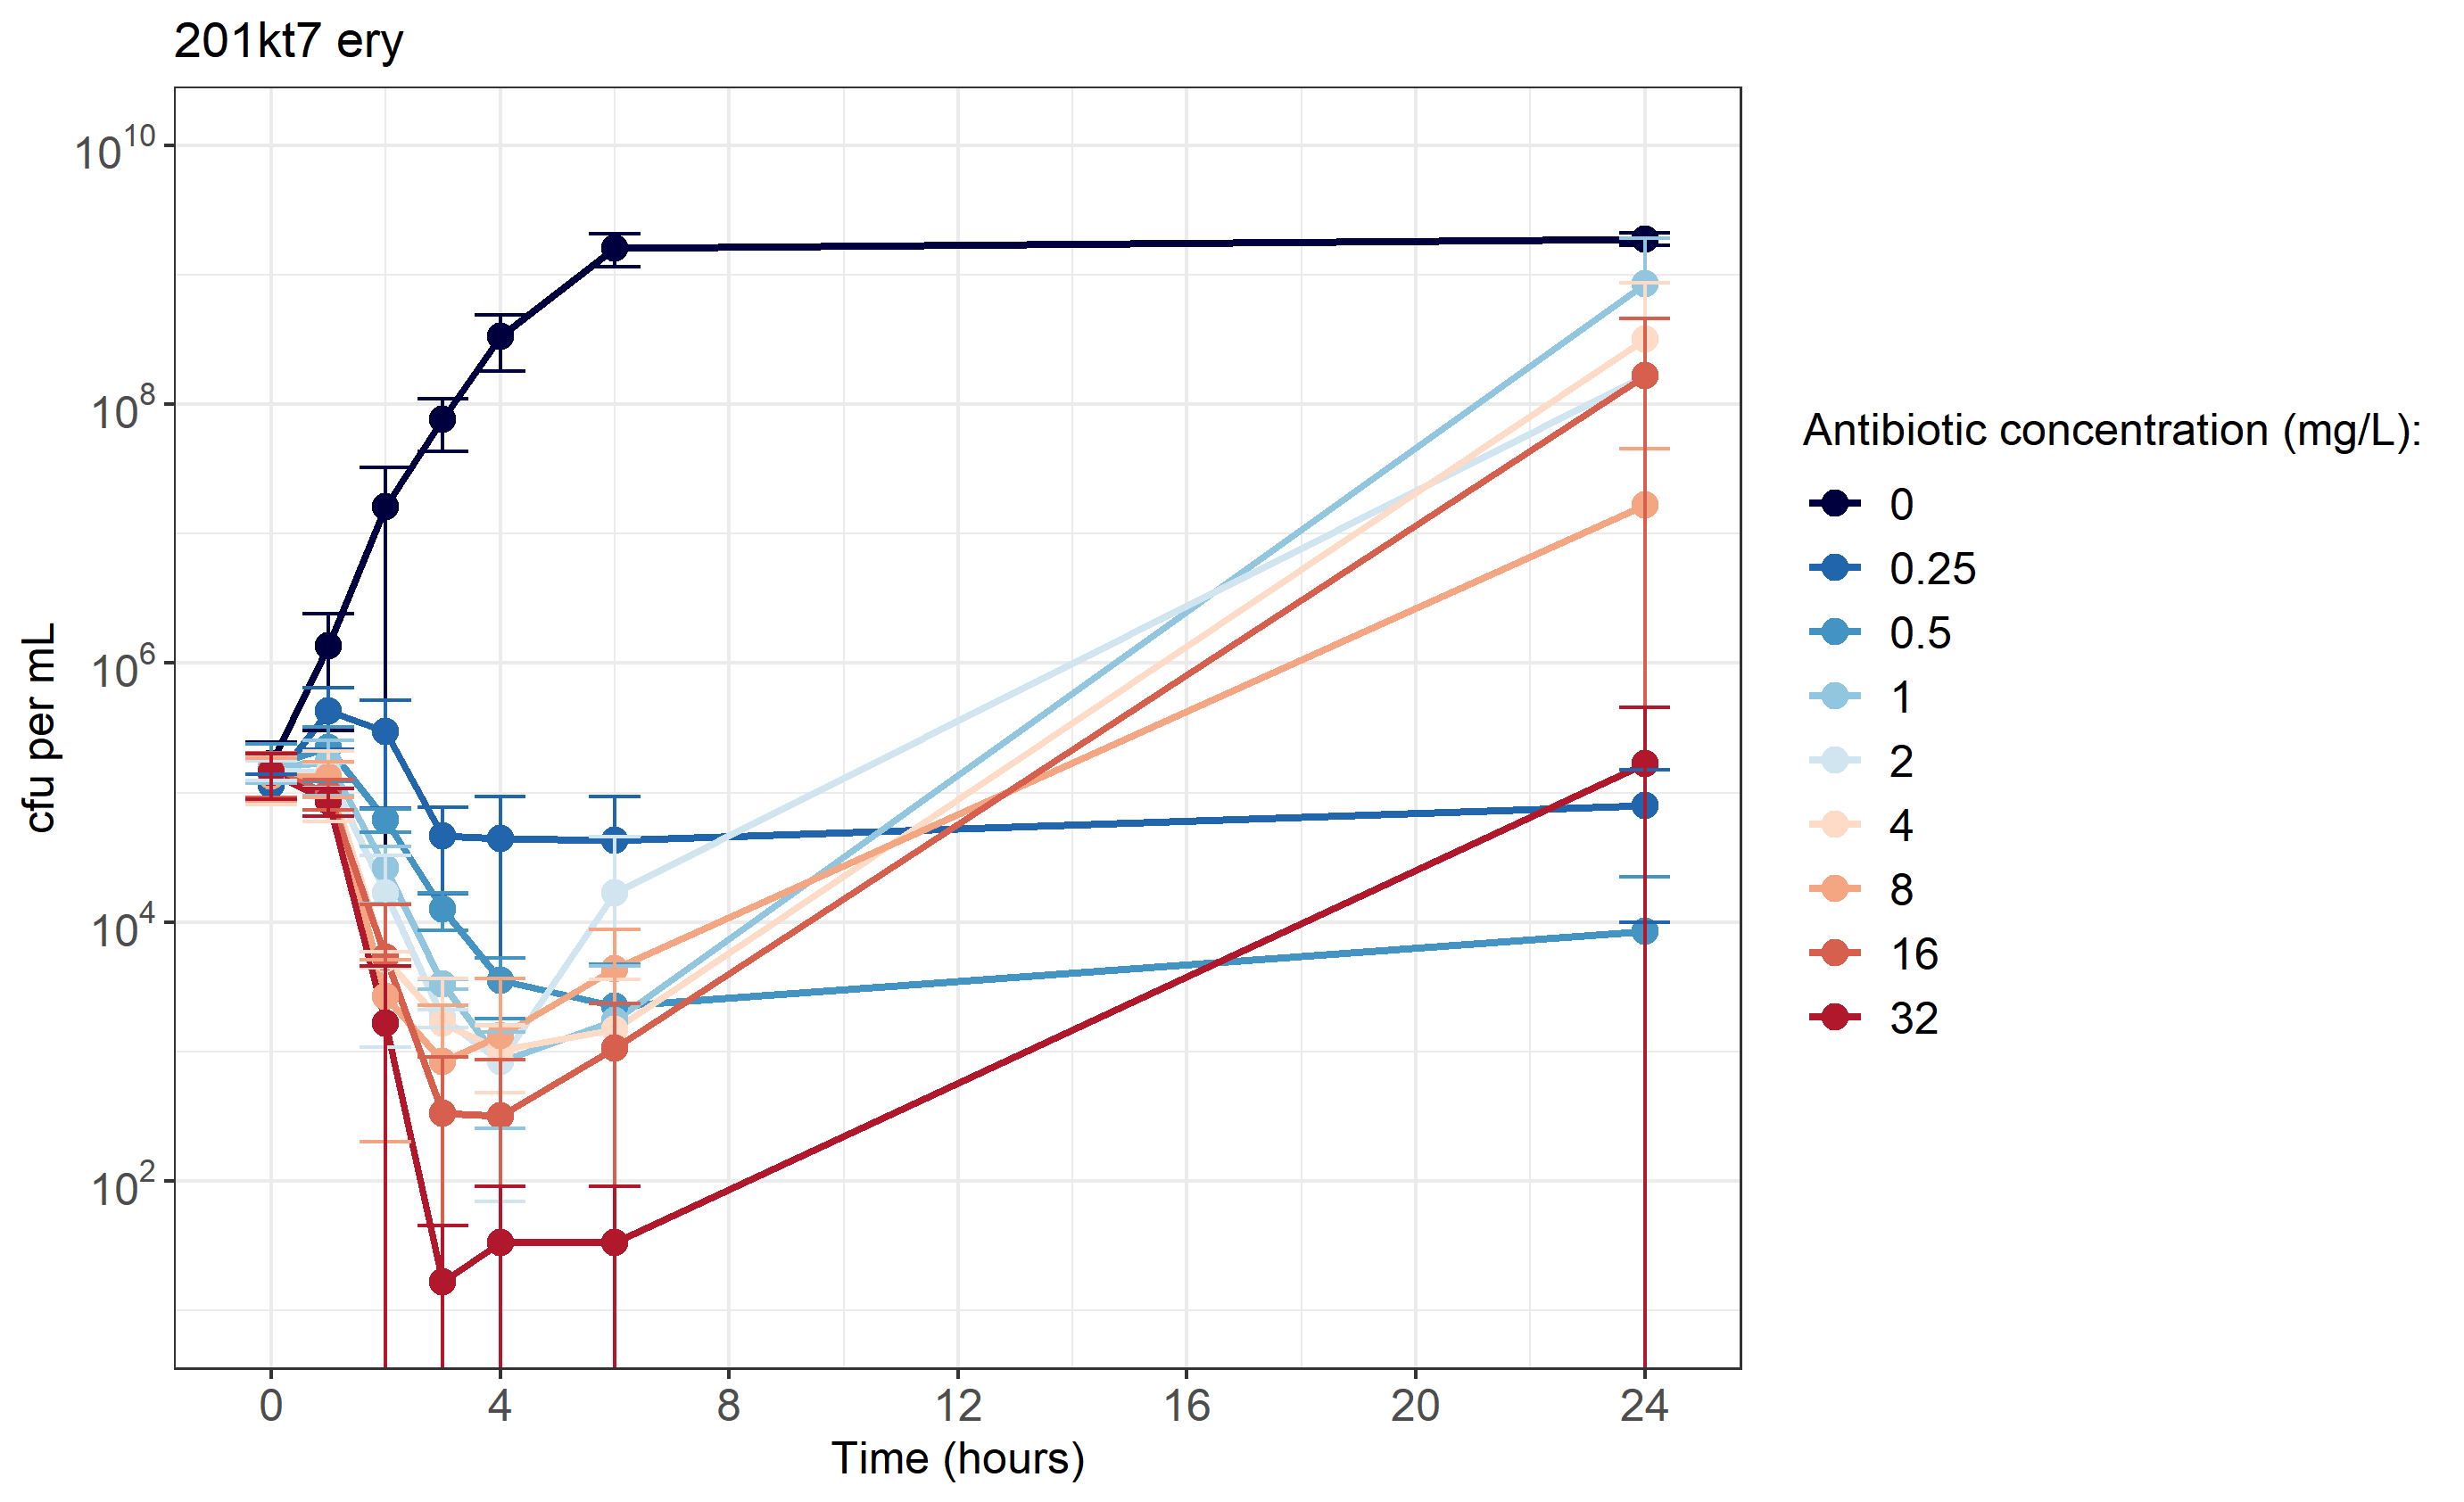 201kt7 ery
10^10
10^8
10^6
10^4
10^2
cfu per mL
0 4 8 12 16 20 24
Time (hours)
Antibiotic concentration (mg/L):
0
0.25
0.5
1
2
4
8
16
32